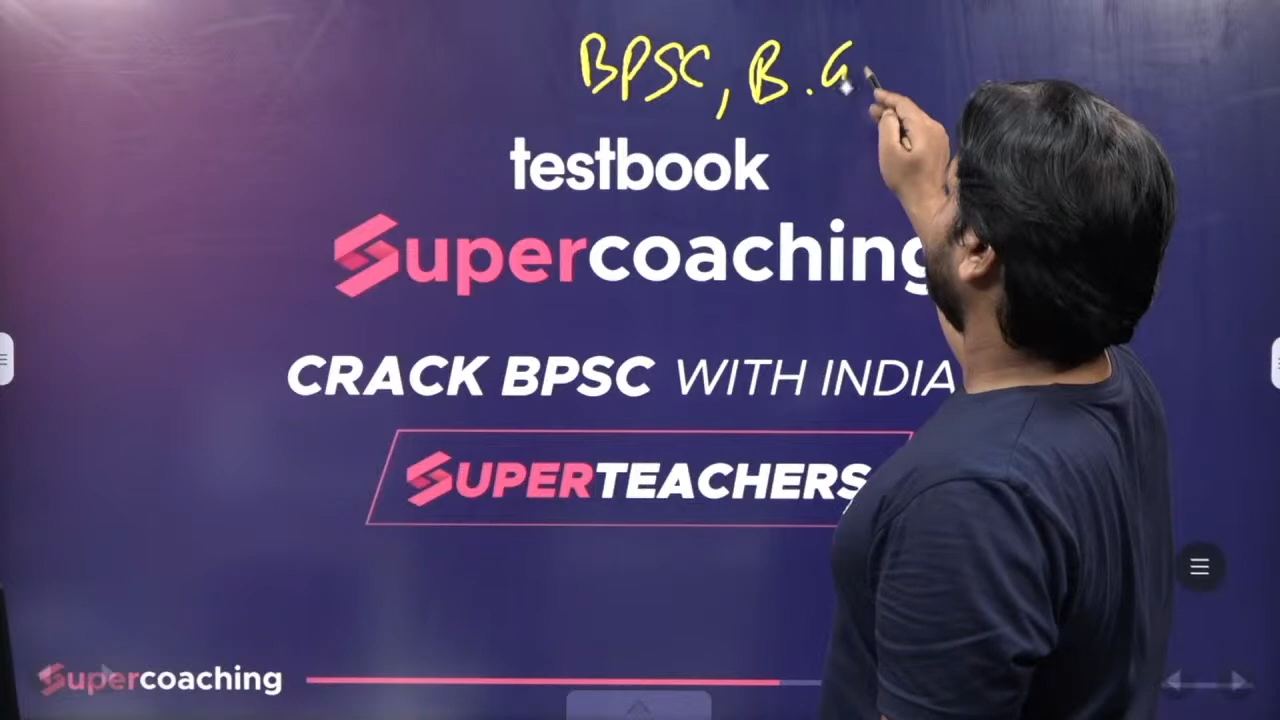 BPSC, B. G
testbook
Supercoaching
CRACK BPSC WITH INDIA
SUPERTEACHERS
Supercoaching